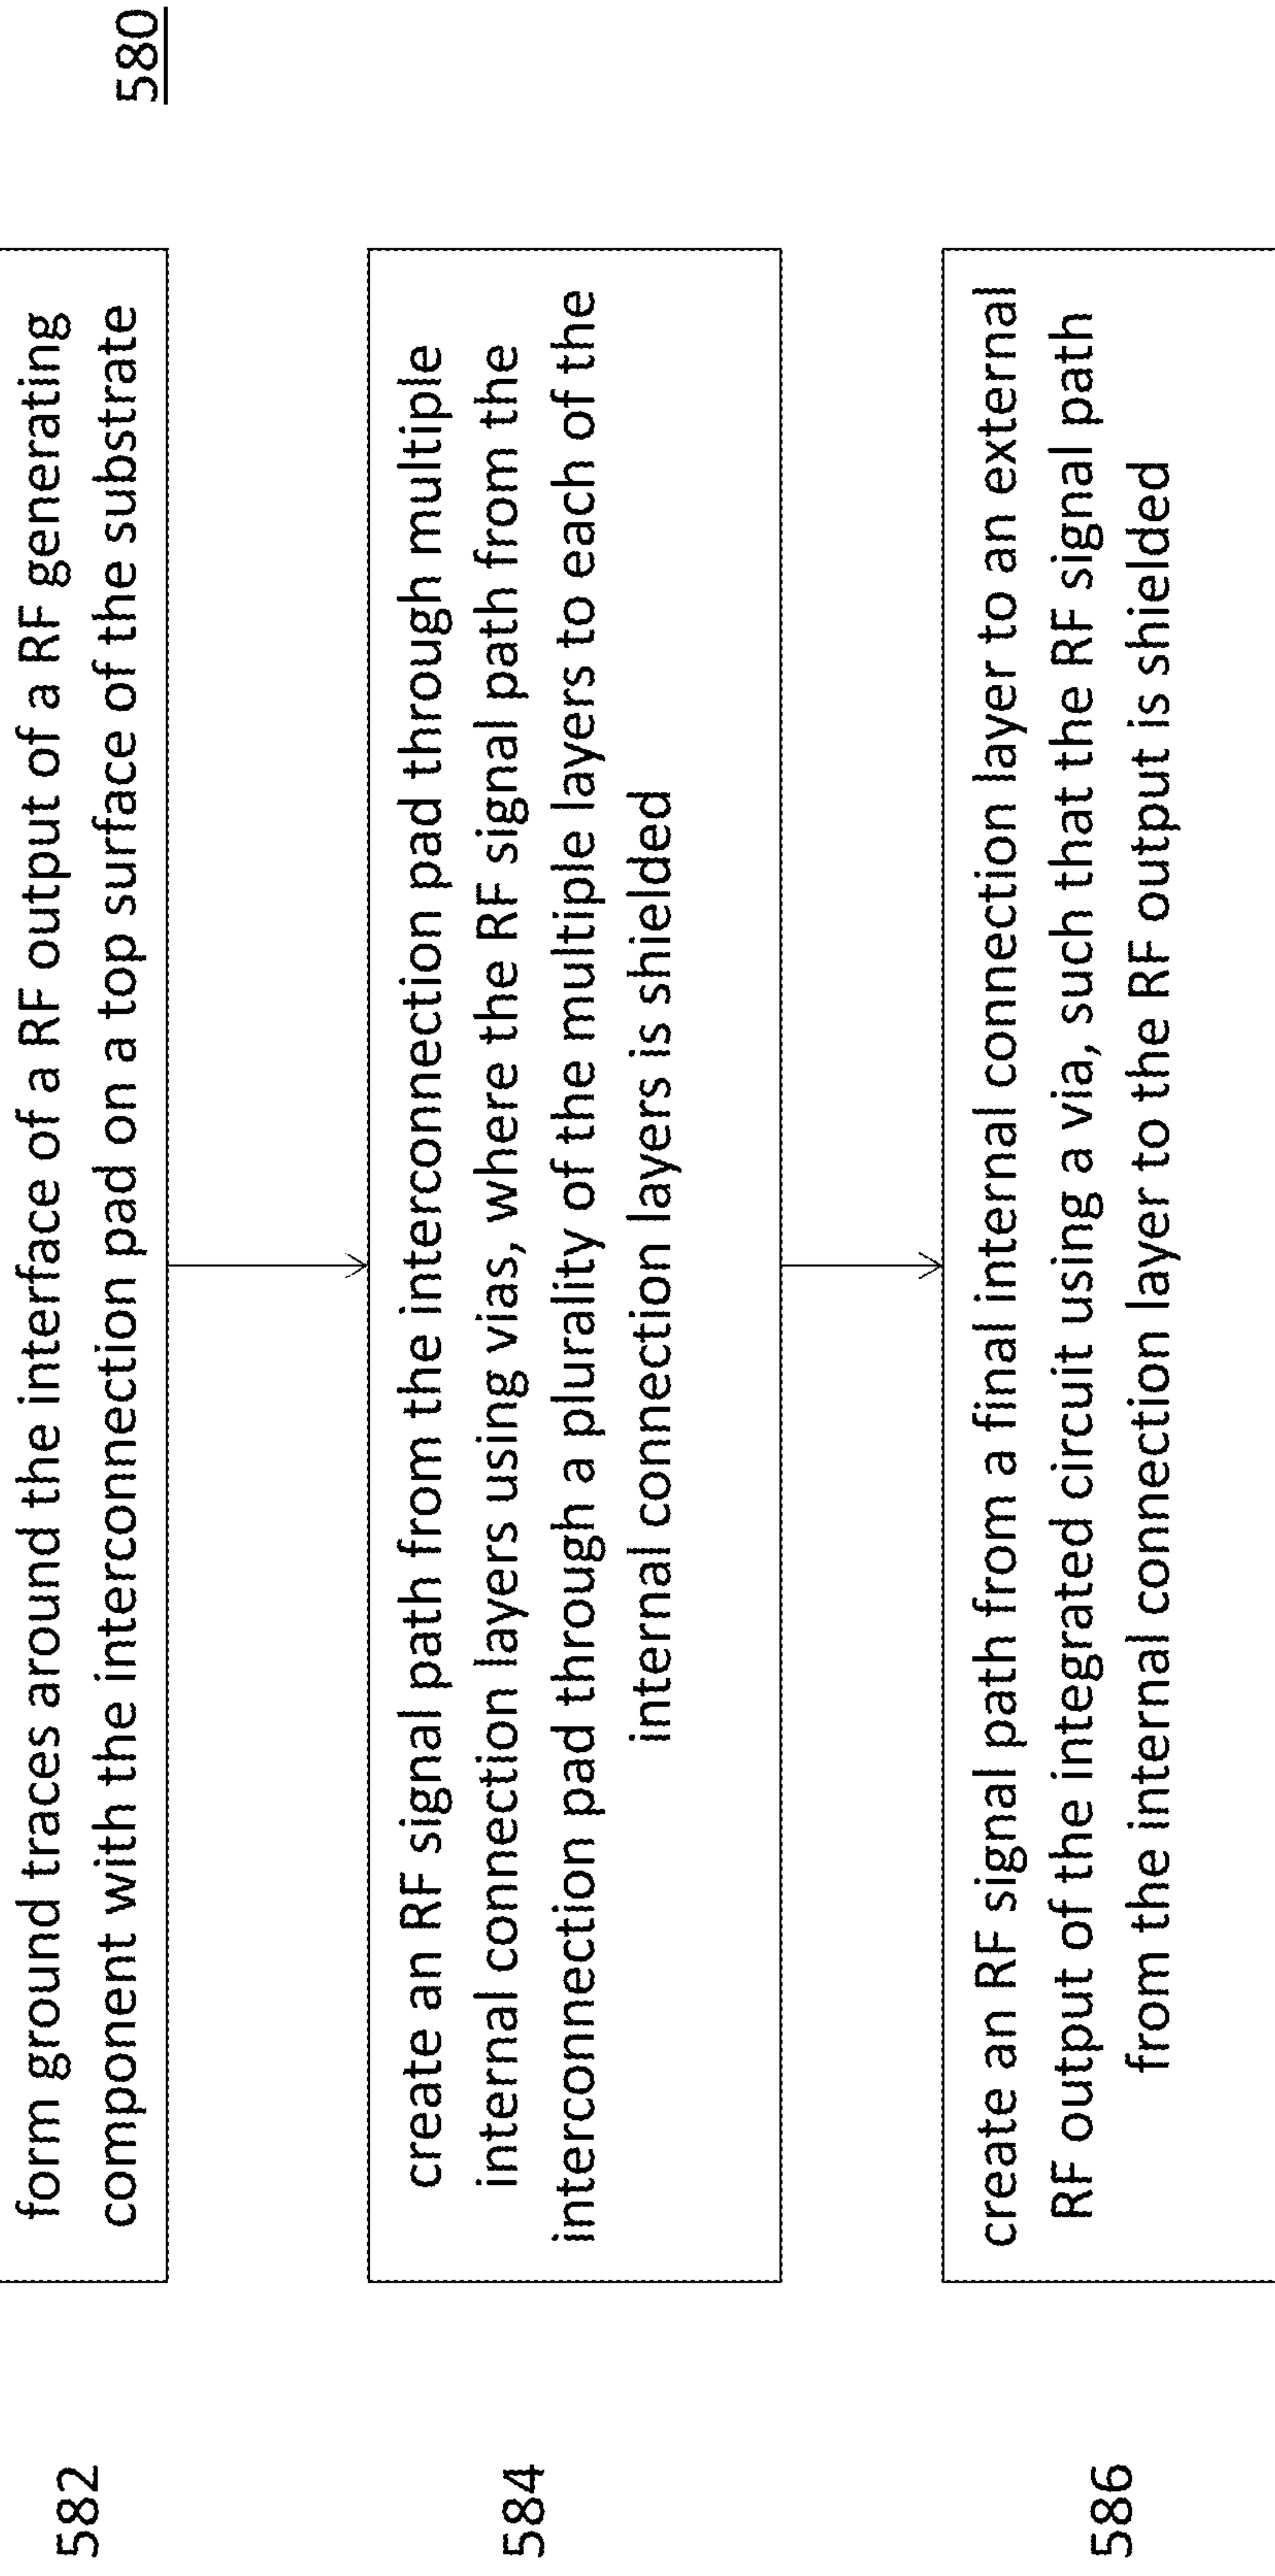 580
582
form ground traces around the interface of a RF output of a RF generating
component with the interconnection pad on a top surface of the substrate
584
create an RF signal path from the interconnection pad through multiple
internal connection layers using vias, where the RF signal path from the
interconnection pad through a plurality of the multiple layers to each of the
internal connection layers is shielded
586
create an RF signal path from a final internal connection layer to an external
RF output of the integrated circuit using a via, such that the RF signal path
from the internal connection layer to the RF output is shielded